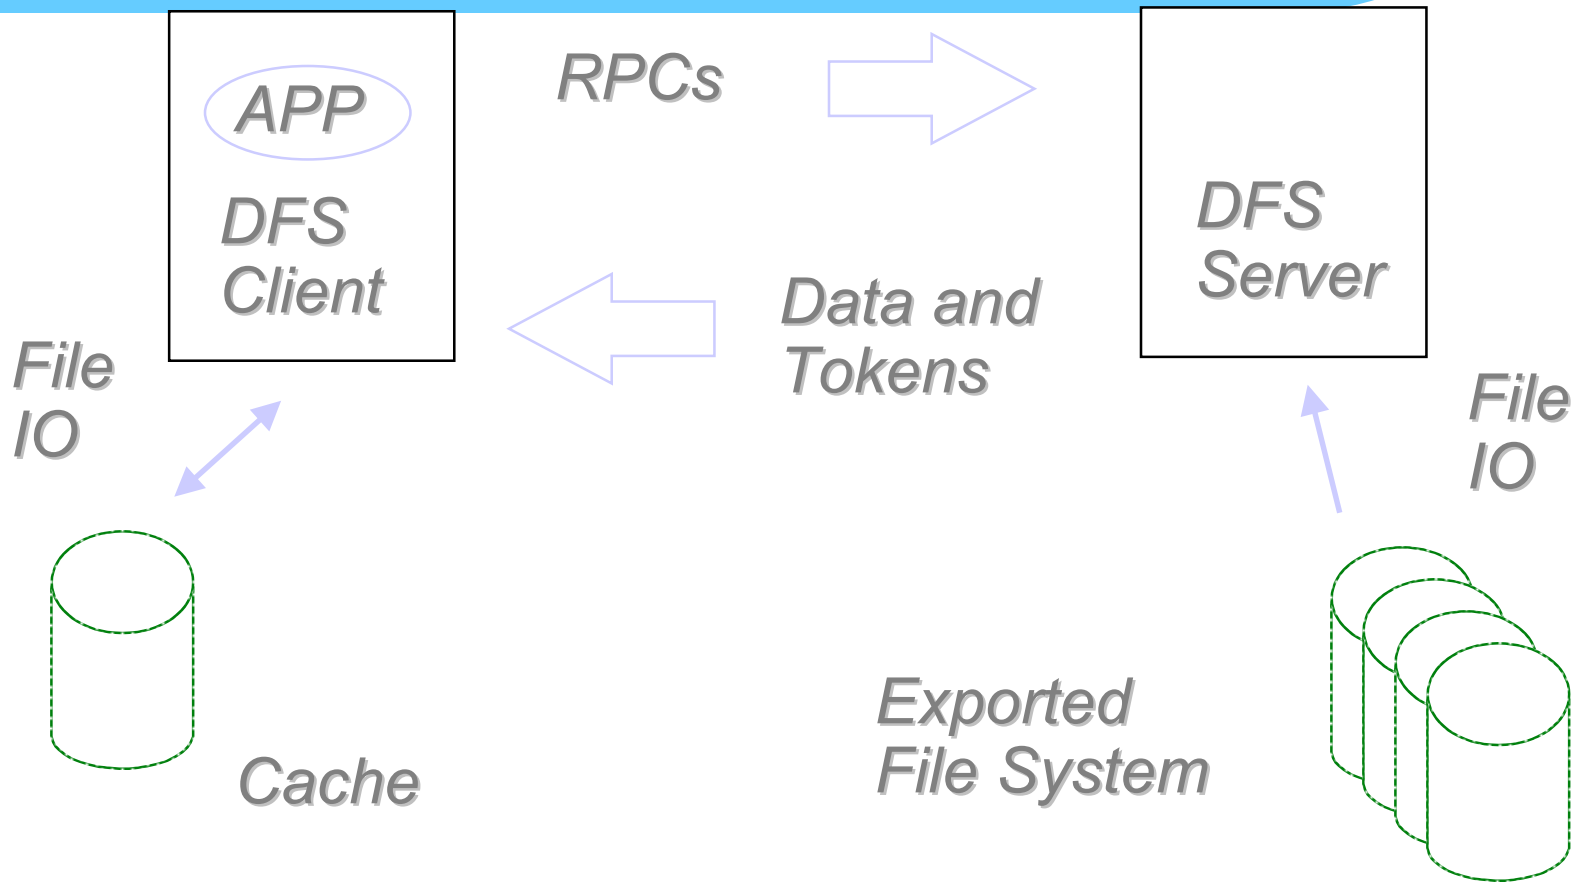 APP
DFS
Client
RPCs
Data and
Tokens
DFS
Server
File
IO
File
IO
Cache
Exported
File System